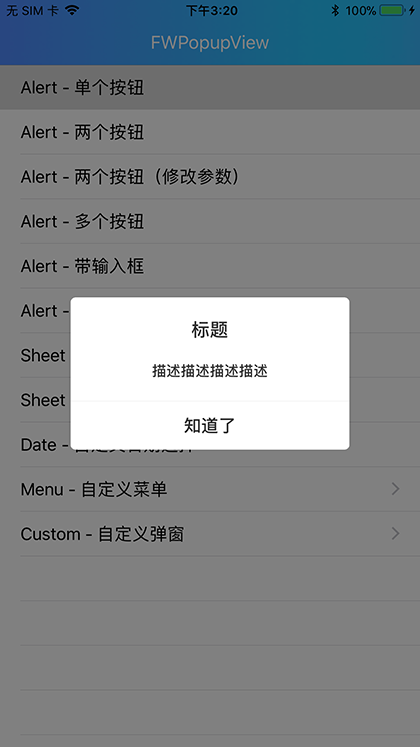 无 SIM 卡 下午3:20 100%
FWPopupView
Alert - 单个按钮
Alert - 两个按钮
Alert - 两个按钮（修改参数）
Alert - 多个按钮
Alert - 带输入框
Alert -
标题
Sheet
描述描述描述描述
Sheet
知道了
Date -
Menu - 自定义菜单
Custom - 自定义弹窗